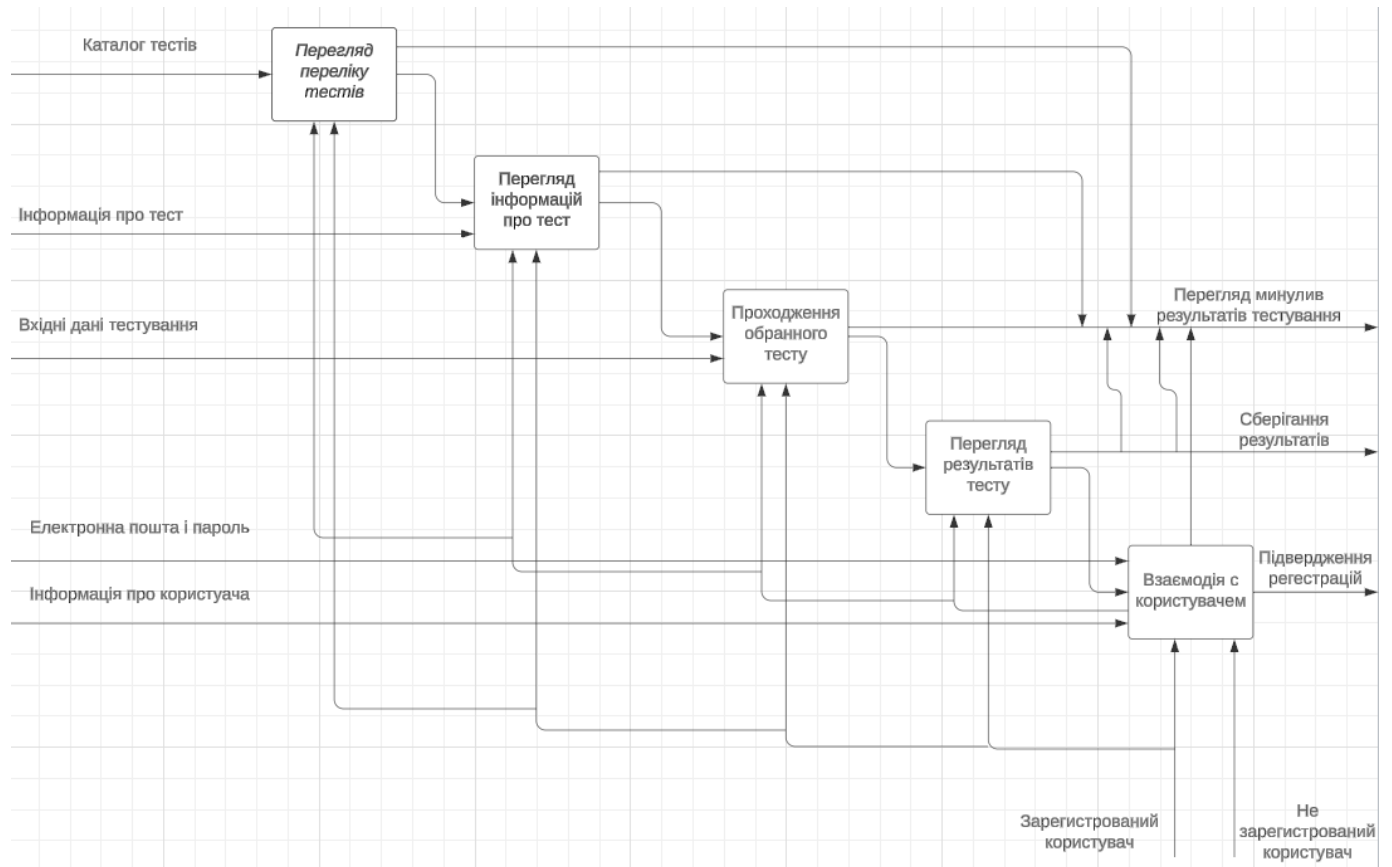 Каталог тестів
Перегляд
переліку
тестів
Перегляд
інформацій
про тест
Інформація про тест
Проходження
обранного
тесту
Вхідні дані тестування
Перегляд минулив
результатів тестування
Перегляд
результатів
тесту
Сберігання
результатів
Електронна пошта і пароль
Взаємодія с
користувачем
Підвердження
регестрацій
Інформація про користуача
Зарегистрований
користувач
Не
зарегистрований
користувач